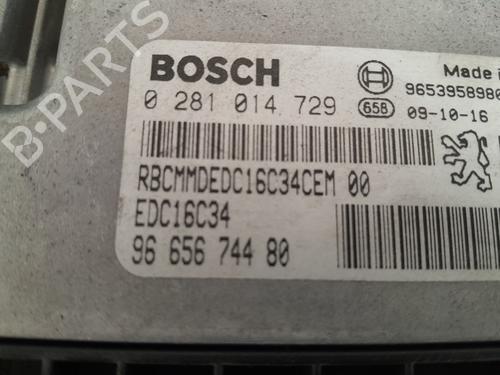 BOSCH
Made
9653958980
0 281 014 729
658
09-10-16
RBCMMDEDC16C34CEM 00
EDC16C34
96 656 744 80
B-PARTS